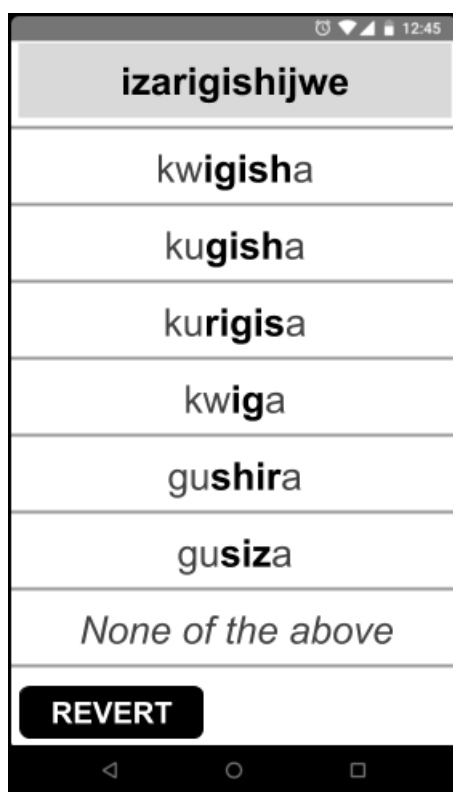 12:45
izarigishijwe
kwigisha
kugisha
kurigisa
kwiga
gushira
gusiza
None of the above
REVERT